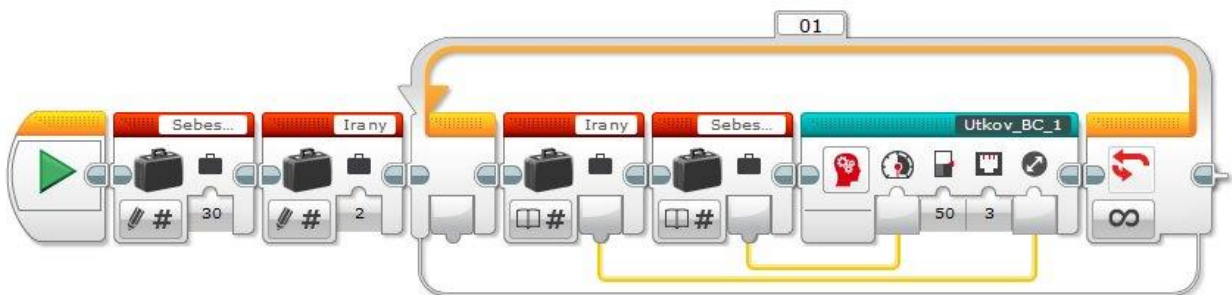 01
Sebes...
Irany
Irany
Sebes...
Utkov_BC_1
#
30
#
2
#
#
50
3
∞